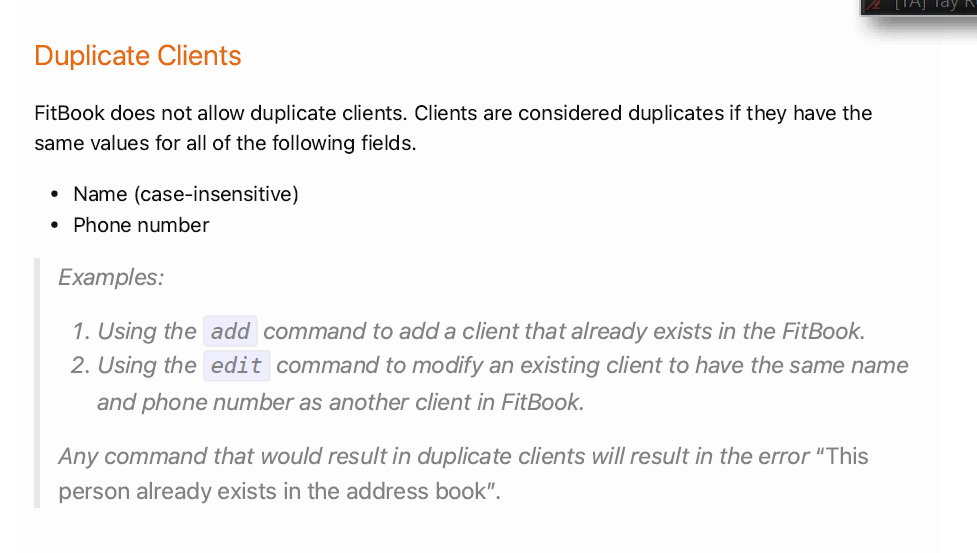 [TA] Tay
Duplicate Clients
FitBook does not allow duplicate clients. Clients are considered duplicates if they have the
same values for all of the following fields.
• Name (case-insensitive)
• Phone number
Examples:
1. Using the add command to add a client that already exists in the FitBook.
2. Using the edit command to modify an existing client to have the same name
and phone number as another client in FitBook.
Any command that would result in duplicate clients will result in the error “This
person already exists in the address book”.